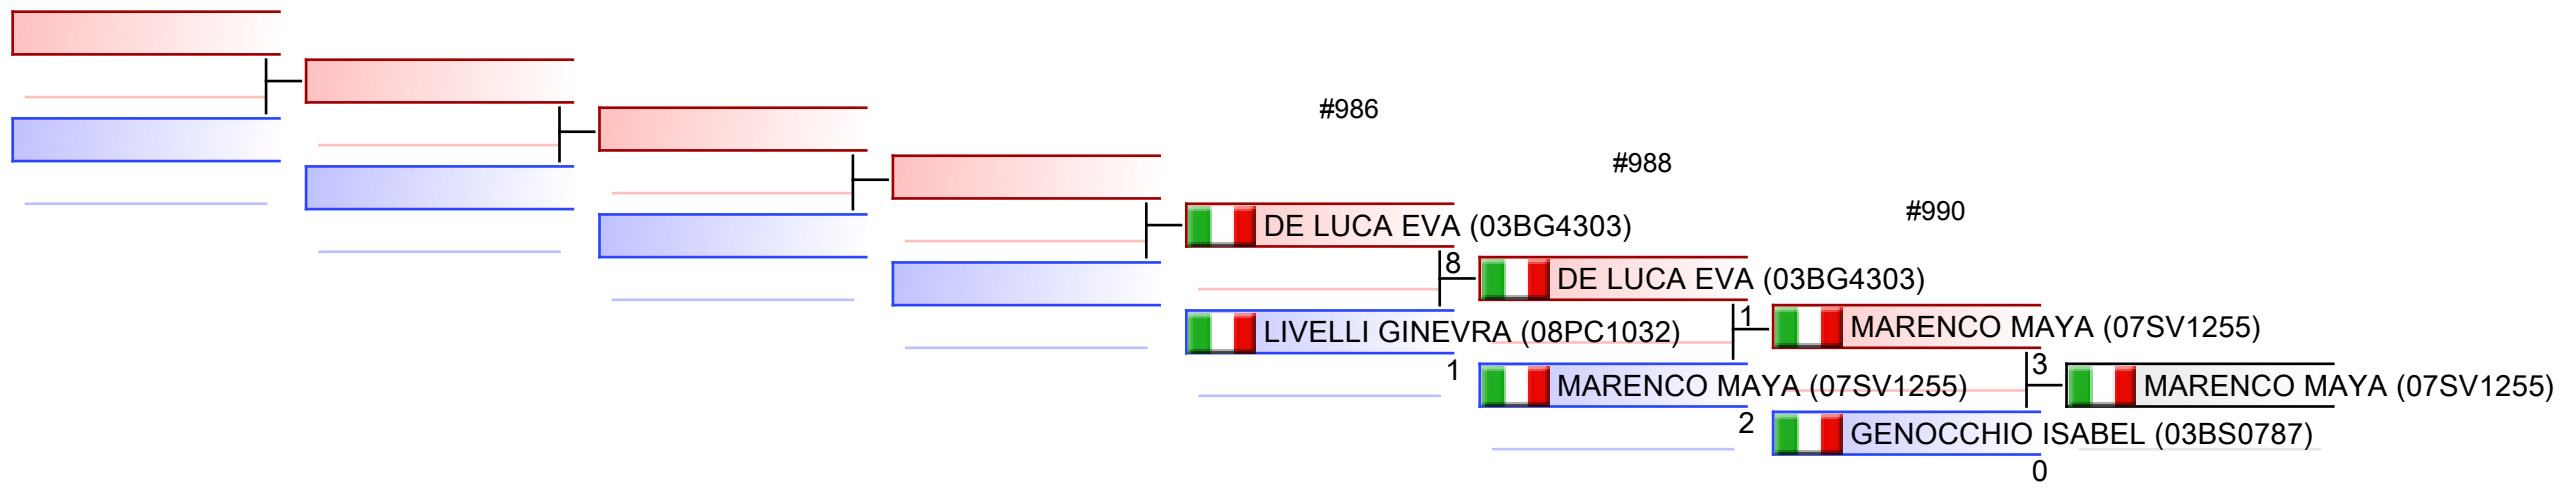 #986
#988
#990
DE LUCA EVA (03BG4303)
8
DE LUCA EVA (03BG4303)
LIVELLI GINEVRA (08PC1032)
1
1
MARENCO MAYA (07SV1255)
MARENCO MAYA (07SV1255)
2
3
MARENCO MAYA (07SV1255)
GENOCCHIO ISABEL (03BS0787)
0